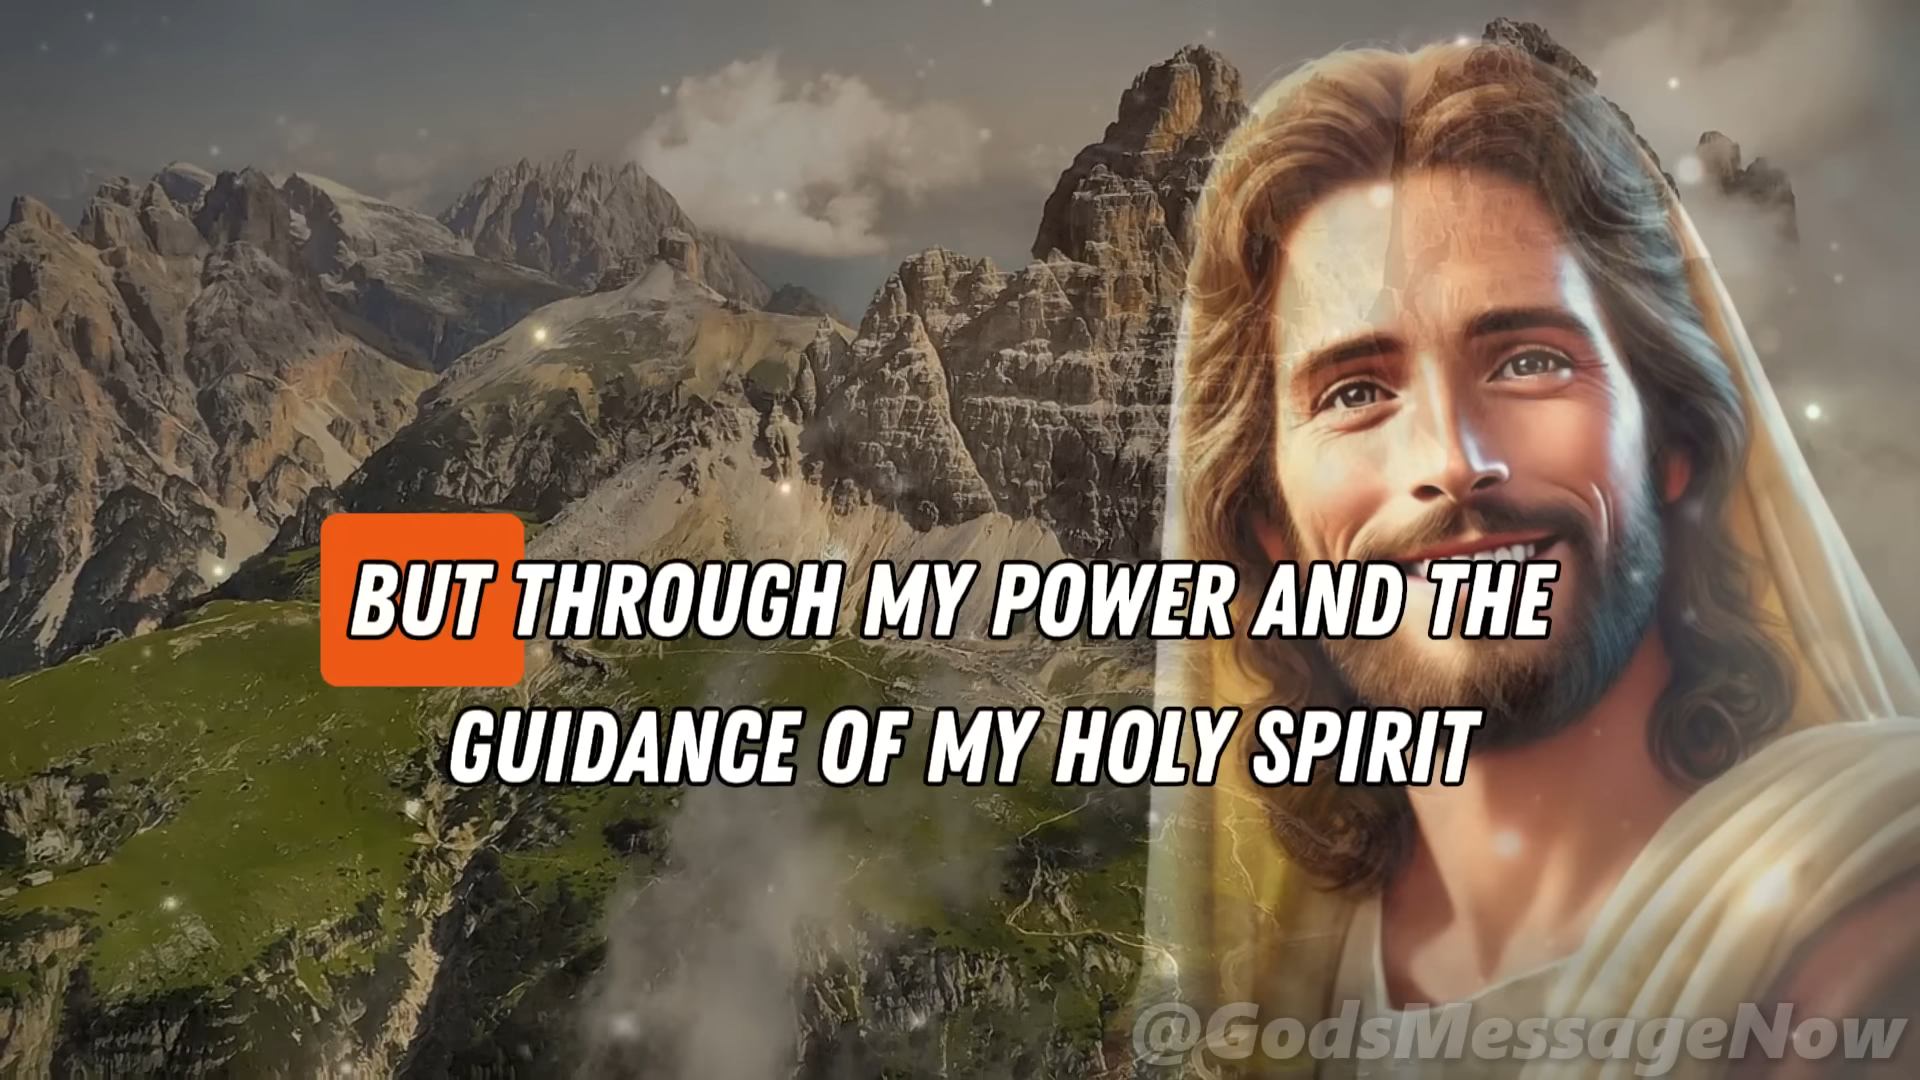 BUT THROUGH MY POWER AND THE
GUIDANCE OF MY HOLY SPIRIT
@GodsMessageNow